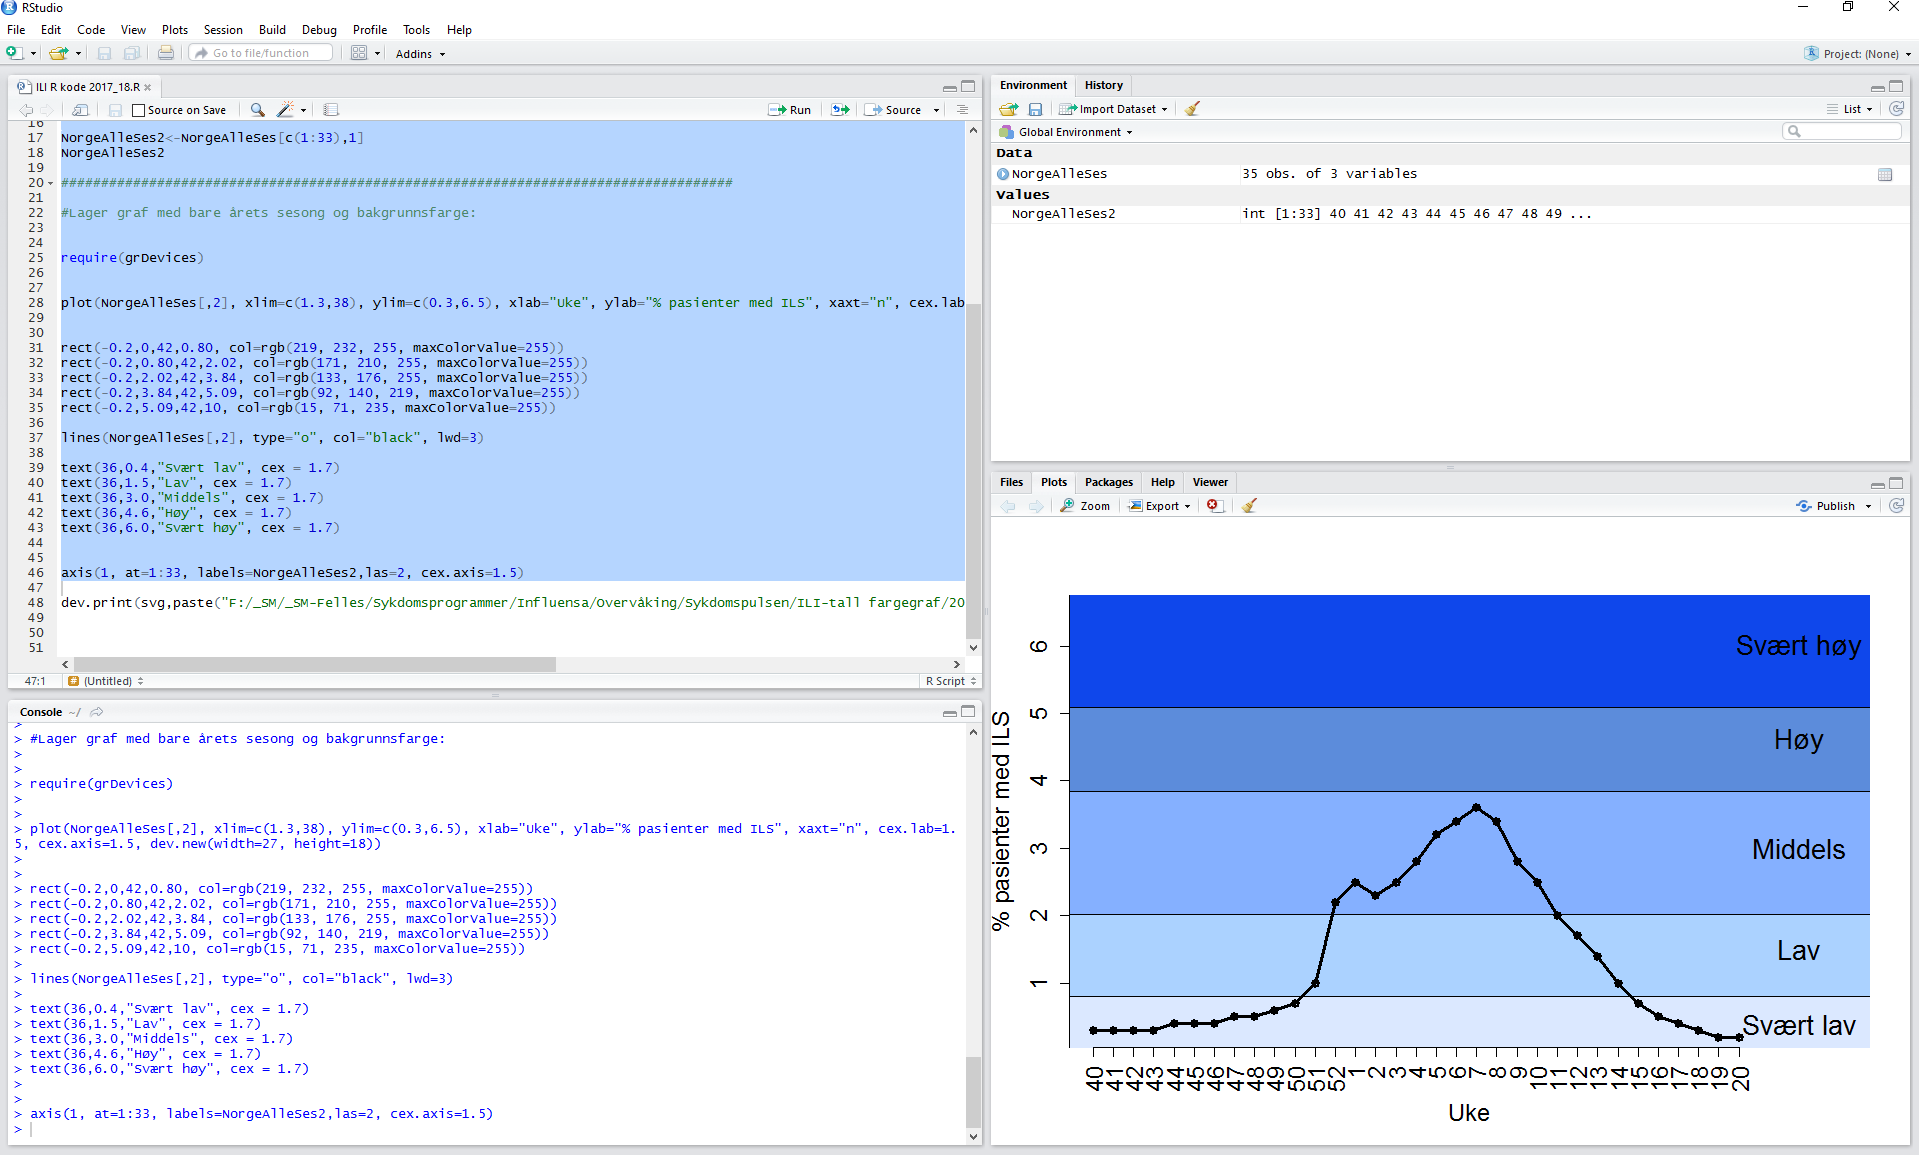 RStudio
File Edit Code View Plots Session Build Debug Profile Tools Help
Go to file/function Addins Project: (None)
ILI R kode 2017_18.R
Source on Save Run Source
16
17 NorgeAlleSes2<-NorgeAlleSes[c(1:33),1]
18 NorgeAlleSes2
19
20 ####################################################################################
21
22 #Lager graf med bare årets sesong og bakgrunnsfarge:
23
24
25 require(grDevices)
26
27
28 plot(NorgeAlleSes[,2], xlim=c(1.3,38), ylim=c(0.3,6.5), xlab="Uke", ylab="% pasienter med ILS", xaxt="n", cex.lab
29
30
31 rect(-0.2,0,42,0.80, col=rgb(219, 232, 255, maxColorValue=255))
32 rect(-0.2,0.80,42,2.02, col=rgb(171, 210, 255, maxColorValue=255))
33 rect(-0.2,2.02,42,3.84, col=rgb(133, 176, 255, maxColorValue=255))
34 rect(-0.2,3.84,42,5.09, col=rgb(92, 140, 219, maxColorValue=255))
35 rect(-0.2,5.09,42,10, col=rgb(15, 71, 235, maxColorValue=255))
36
37 lines(NorgeAlleSes[,2], type="o", col="black", lwd=3)
38
39 text(36,0.4,"Svært lav", cex = 1.7)
40 text(36,1.5,"Lav", cex = 1.7)
41 text(36,3.0,"Middels", cex = 1.7)
42 text(36,4.6,"Høy", cex = 1.7)
43 text(36,6.0,"Svært høy", cex = 1.7)
44
45
46 axis(1, at=1:33, labels=NorgeAlleSes2,las=2, cex.axis=1.5)
47
48 dev.print(svg,paste("F:/_SM/_SM-Felles/Sykdomsprogrammer/Influensa/Overvåking/Sykdomspulsen/ILI-tall fargegraf/20
49
50
51
47:1 (Untitled) R Script
Console ~/
>
> #Lager graf med bare årets sesong og bakgrunnsfarge:
>
>
> require(grDevices)
>
>
> plot(NorgeAlleSes[,2], xlim=c(1.3,38), ylim=c(0.3,6.5), xlab="Uke", ylab="% pasienter med ILS", xaxt="n", cex.lab=1.
5, cex.axis=1.5, dev.new(width=27, height=18))
>
>
> rect(-0.2,0,42,0.80, col=rgb(219, 232, 255, maxColorValue=255))
> rect(-0.2,0.80,42,2.02, col=rgb(171, 210, 255, maxColorValue=255))
> rect(-0.2,2.02,42,3.84, col=rgb(133, 176, 255, maxColorValue=255))
> rect(-0.2,3.84,42,5.09, col=rgb(92, 140, 219, maxColorValue=255))
> rect(-0.2,5.09,42,10, col=rgb(15, 71, 235, maxColorValue=255))
>
> lines(NorgeAlleSes[,2], type="o", col="black", lwd=3)
>
> text(36,0.4,"Svært lav", cex = 1.7)
> text(36,1.5,"Lav", cex = 1.7)
> text(36,3.0,"Middels", cex = 1.7)
> text(36,4.6,"Høy", cex = 1.7)
> text(36,6.0,"Svært høy", cex = 1.7)
>
>
> axis(1, at=1:33, labels=NorgeAlleSes2,las=2, cex.axis=1.5)
>
Environment History
Import Dataset List
Global Environment
Data
NorgeAlleSes 35 obs. of 3 variables
Values
NorgeAlleSes2 int [1:33] 40 41 42 43 44 45 46 47 48 49 ...
Files Plots Packages Help Viewer
Zoom Export Publish
% pasienter med ILS
6 Svært høy
5
Høy
4
3 Middels
2
Lav
1
Svært lav
40 41 42 43 44 45 46 47 48 49 50 51 52 1 2 3 4 5 6 7 8 9 10 11 12 13 14 15 16 17 18 19 20
Uke